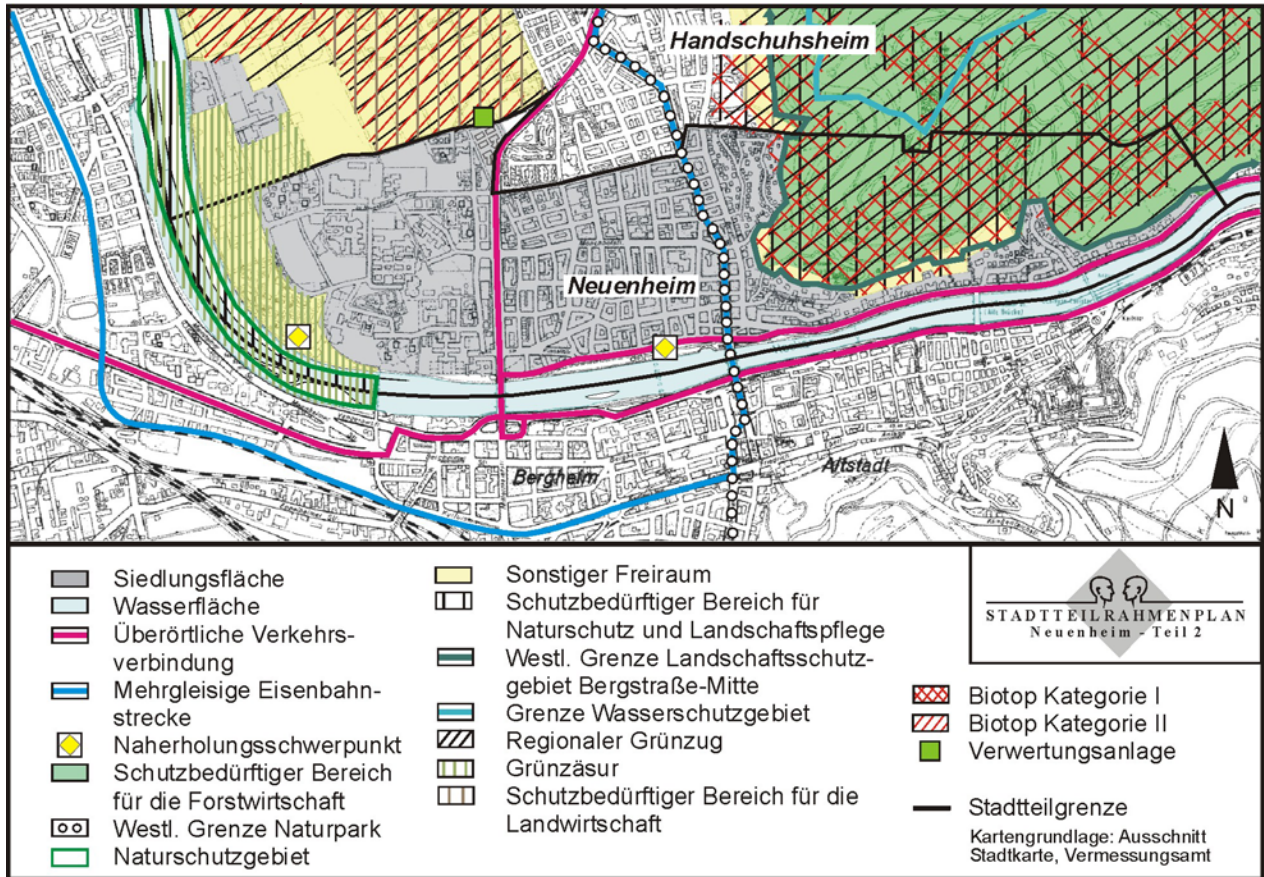 Handschuhsheim
Neuenheim
Bergheim
Altstadt
N
Siedlungsfläche
Wasserfläche
Überörtliche Verkehrs-
verbindung
Mehrgleisige Eisenbahn-
strecke
Naherholungsschwerpunkt
Schutzbedürftiger Bereich
für die Forstwirtschaft
Westl. Grenze Naturpark
Naturschutzgebiet
Sonstiger Freiraum
Schutzbedürftiger Bereich für
Naturschutz und Landschaftspflege
Westl. Grenze Landschaftsschutz-
gebiet Bergstraße-Mitte
Grenze Wasserschutzgebiet
Regionaler Grünzug
Grünzäsur
Schutzbedürftiger Bereich für die
Landwirtschaft
STADTTEILRAHMENPLAN
Neuenheim - Teil 2
Biotop Kategorie I
Biotop Kategorie II
Verwertungsanlage
Stadtteilgrenze
Kartengrundlage: Ausschnitt
Stadtkarte, Vermessungsamt